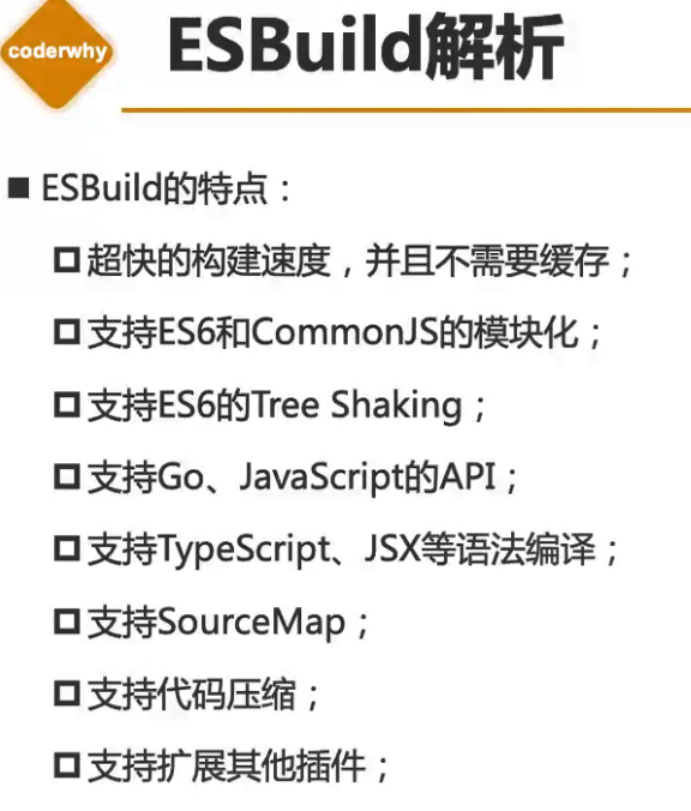 coderwhy
ESBuild解析
ESBuild的特点：
超快的构建速度，并且不需要缓存；
支持ES6和CommonJS的模块化；
支持ES6的Tree Shaking；
支持Go、JavaScript的API；
支持TypeScript、JSX等语法编译；
支持SourceMap；
支持代码压缩；
支持扩展其他插件；